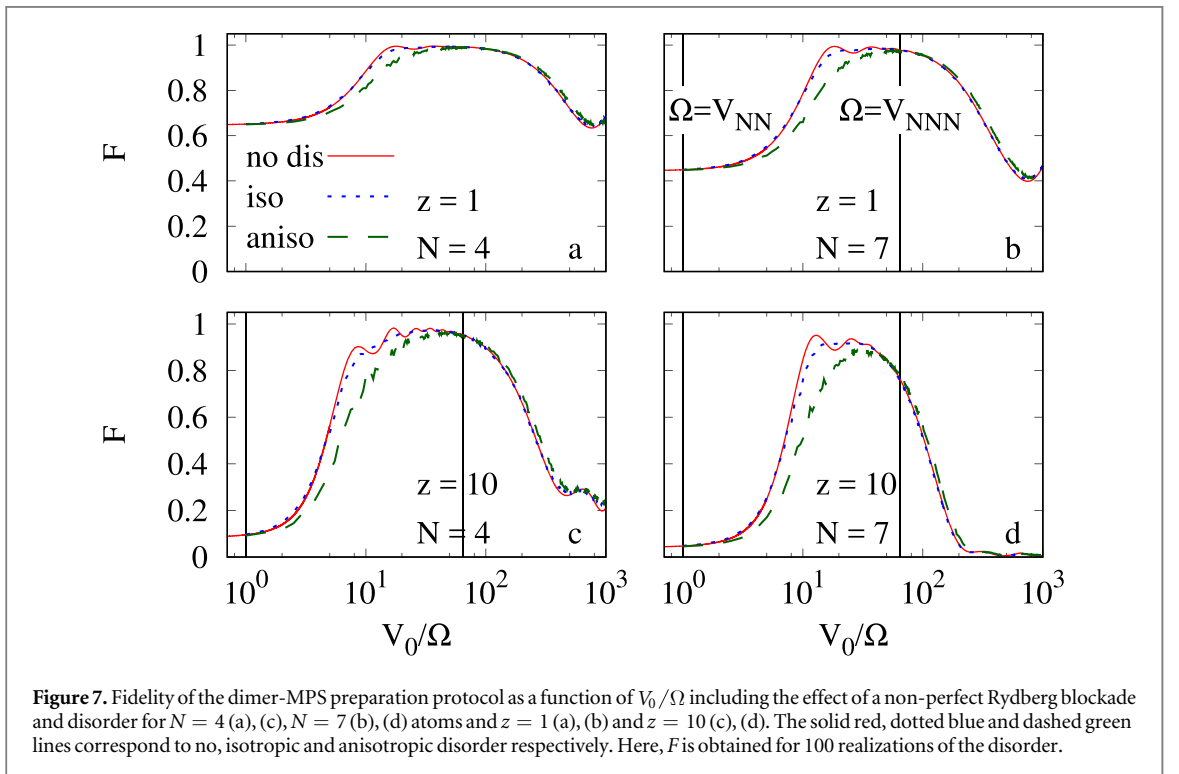 1
0.8
0.6
0.4
0.2
0
F
no dis
iso
aniso
z = 1
N = 4
a
Ω=V_NN
Ω=V_NNN
z = 1
N = 7
b
1
0.8
0.6
0.4
0.2
0
F
z = 10
N = 4
c
z = 10
N = 7
d
10^0 10^1 10^2 10^3
10^0 10^1 10^2 10^3
V_0/Ω
V_0/Ω
Figure 7. Fidelity of the dimer-MPS preparation protocol as a function of V_0/Ω including the effect of a non-perfect Rydberg blockade
and disorder for N = 4 (a), (c), N = 7 (b), (d) atoms and z = 1 (a), (b) and z = 10 (c), (d). The solid red, dotted blue and dashed green
lines correspond to no, isotropic and anisotropic disorder respectively. Here, F is obtained for 100 realizations of the disorder.